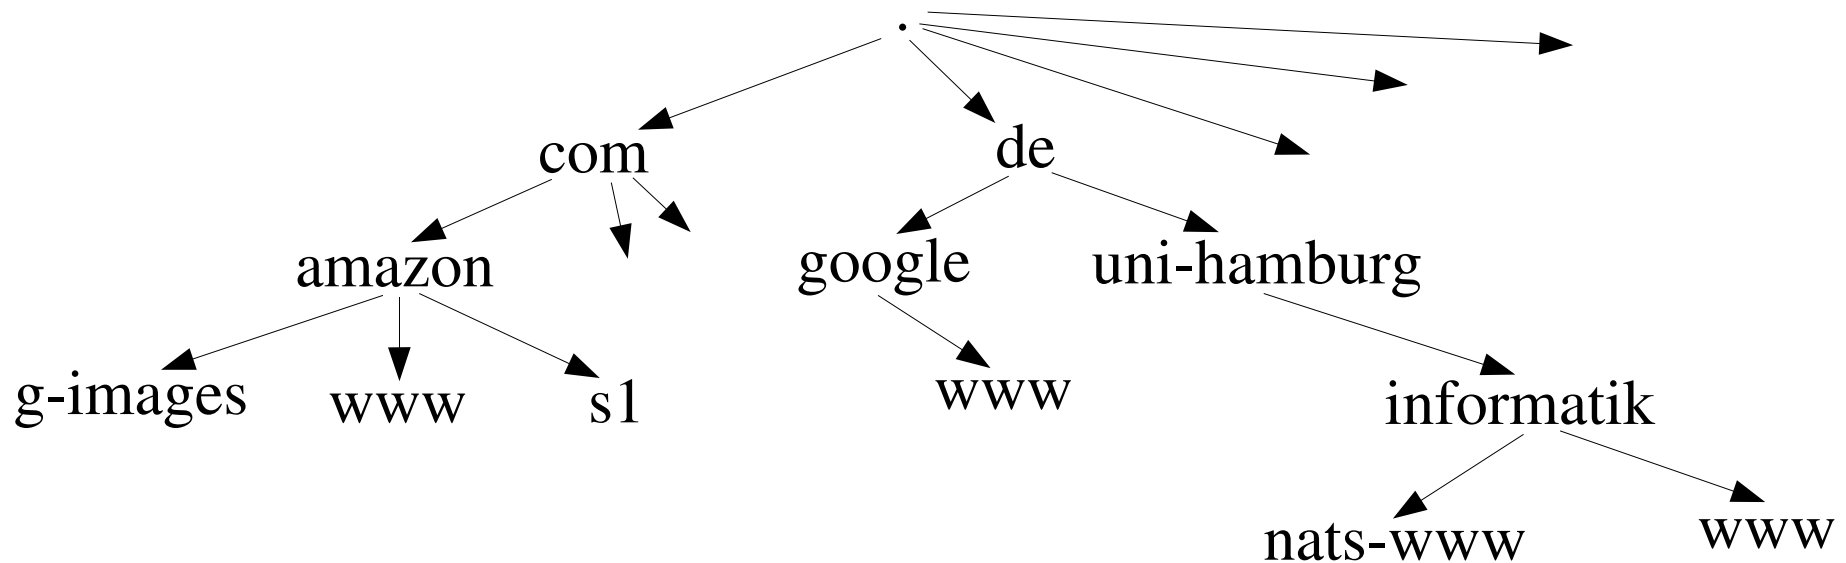 .
com de
amazon google uni-hamburg
g-images www s1 www informatik
nats-www www